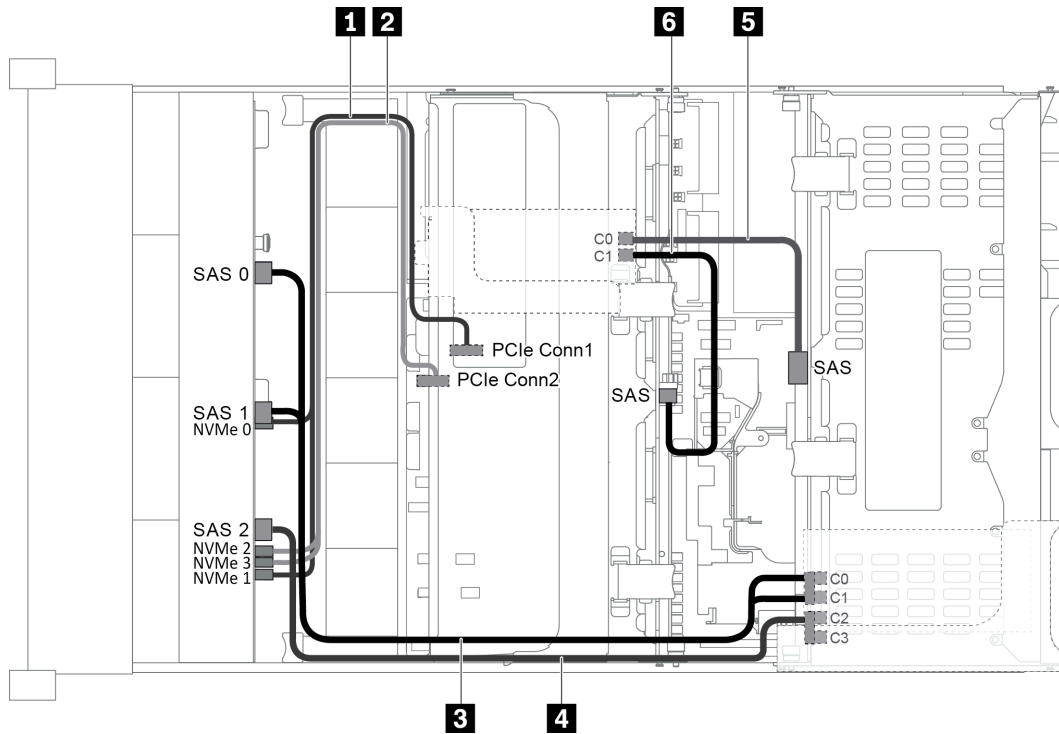 1 2 6 5
C0
C1
SAS 0
PCIe Conn1
SAS
PCIe Conn2
SAS
SAS 1
NVMe 0
SAS 2
NVMe 2
NVMe 3
NVMe 1
C0
C1
C2
C3
3 4